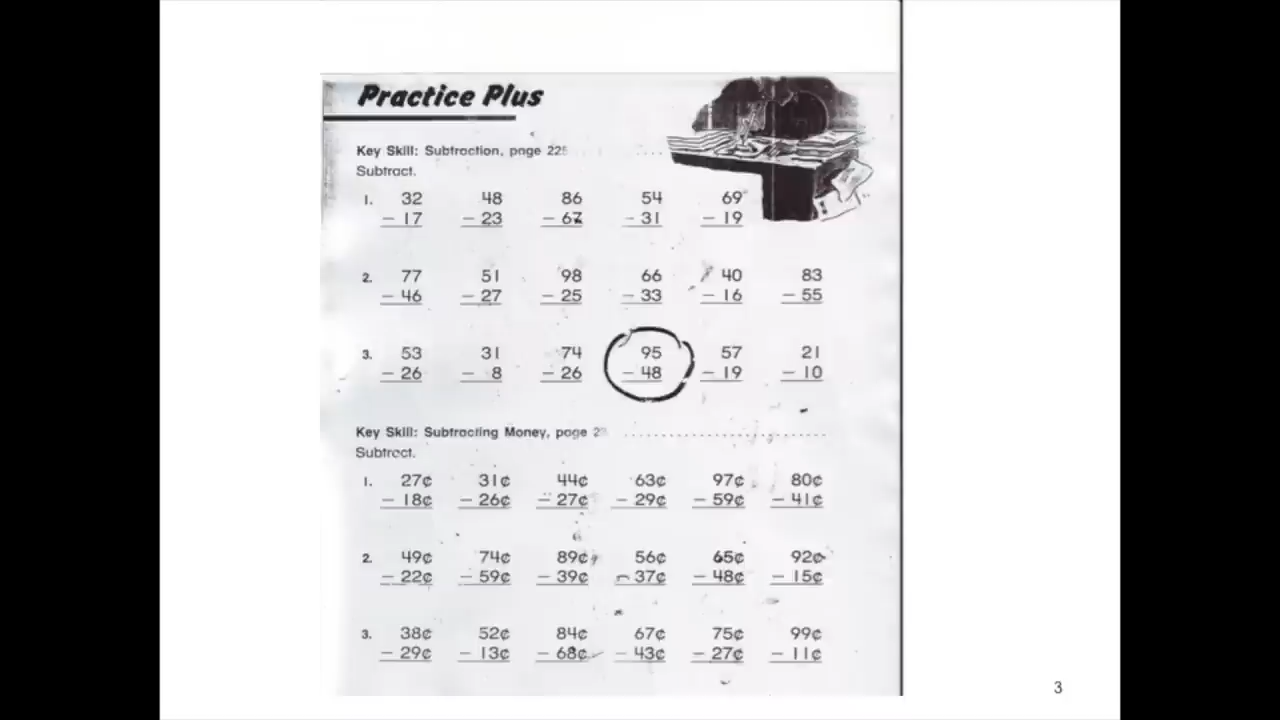 Practice Plus
Key Skill: Subtraction, page 225
Subtract.
1. 32 48 86 54 69
− 17 − 23 − 67 − 31 − 19
2. 77 51 98 66 40 83
− 46 − 27 − 25 − 33 − 16 − 55
3. 53 31 74 95 57 21
− 26 − 8 − 26 − 48 − 19 − 10
Key Skill: Subtracting Money, page
Subtract.
1. 27¢ 31¢ 44¢ 63¢ 97¢ 80¢
− 18¢ − 26¢ − 27¢ − 29¢ − 59¢ − 41¢
2. 49¢ 74¢ 89¢ 56¢ 65¢ 92¢
− 22¢ − 59¢ − 39¢ − 37¢ − 48¢ − 15¢
3. 38¢ 52¢ 84¢ 67¢ 75¢ 99¢
− 29¢ − 13¢ − 68¢ − 43¢ − 27¢ − 11¢
3